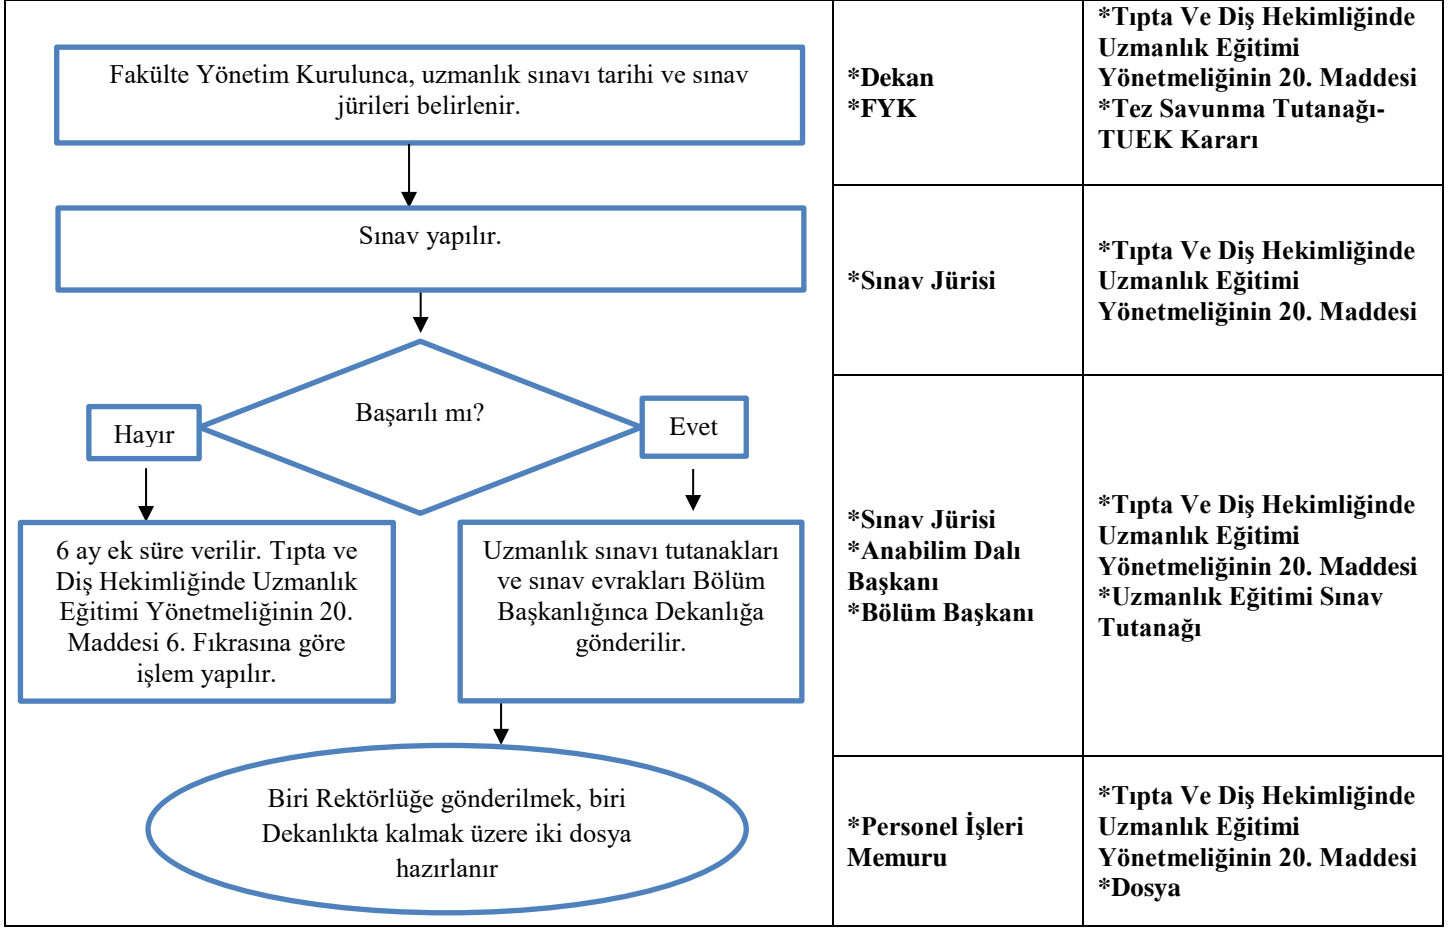 Fakülte Yönetim Kurulunca, uzmanlık sınavı tarihi ve sınav
jürileri belirlenir.
*Dekan
*FYK
*Tıpta Ve Diş Hekimliğinde
Uzmanlık Eğitimi
Yönetmeliğinin 20. Maddesi
*Tez Savunma Tutanağı-
TUEK Kararı
Sınav yapılır.
*Sınav Jürisi
*Tıpta Ve Diş Hekimliğinde
Uzmanlık Eğitimi
Yönetmeliğinin 20. Maddesi
Başarılı mı?
Hayır
Evet
6 ay ek süre verilir. Tıpta ve
Diş Hekimliğinde Uzmanlık
Eğitimi Yönetmeliğinin 20.
Maddesi 6. Fıkrasına göre
işlem yapılır.
Uzmanlık sınavı tutanakları
ve sınav evrakları Bölüm
Başkanlığınca Dekanlığa
gönderilir.
*Sınav Jürisi
*Anabilim Dalı
Başkanı
*Bölüm Başkanı
*Tıpta Ve Diş Hekimliğinde
Uzmanlık Eğitimi
Yönetmeliğinin 20. Maddesi
*Uzmanlık Eğitimi Sınav
Tutanağı
Biri Rektörlüğe gönderilmek, biri
Dekanlıkta kalmak üzere iki dosya
hazırlanır
*Personel İşleri
Memuru
*Tıpta Ve Diş Hekimliğinde
Uzmanlık Eğitimi
Yönetmeliğinin 20. Maddesi
*Dosya